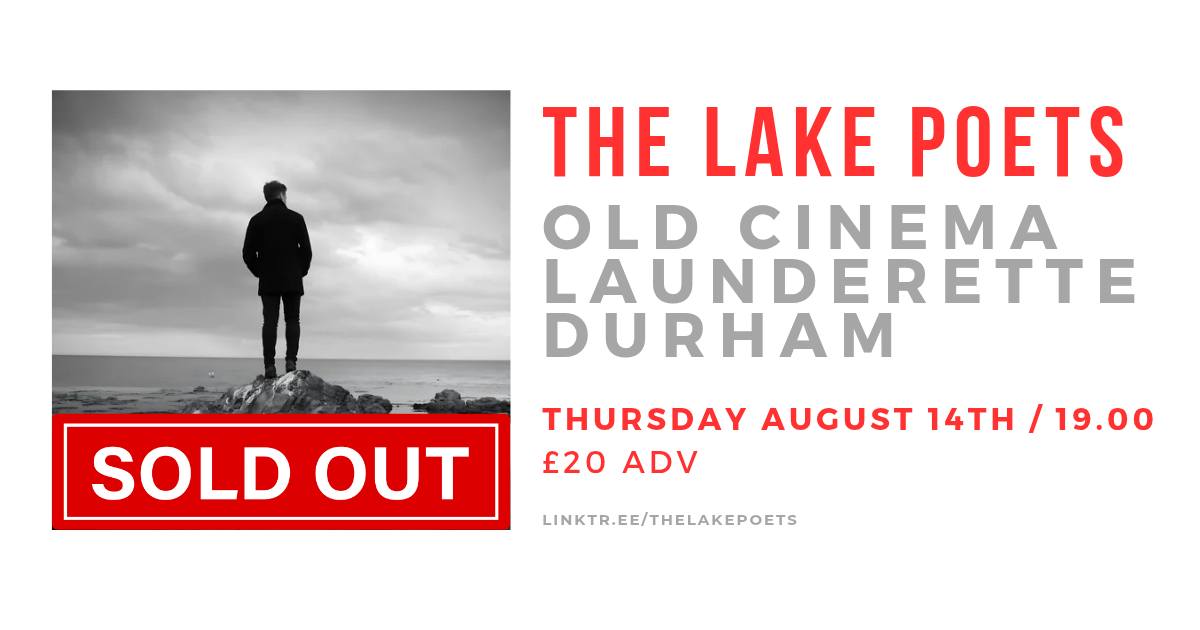 THE LAKE POETS
OLD CINEMA
LAUNDERETTE
DURHAM
THURSDAY AUGUST 14TH / 19.00
£20 ADV
LINKTR.EE/THELAKEPOETS
SOLD OUT